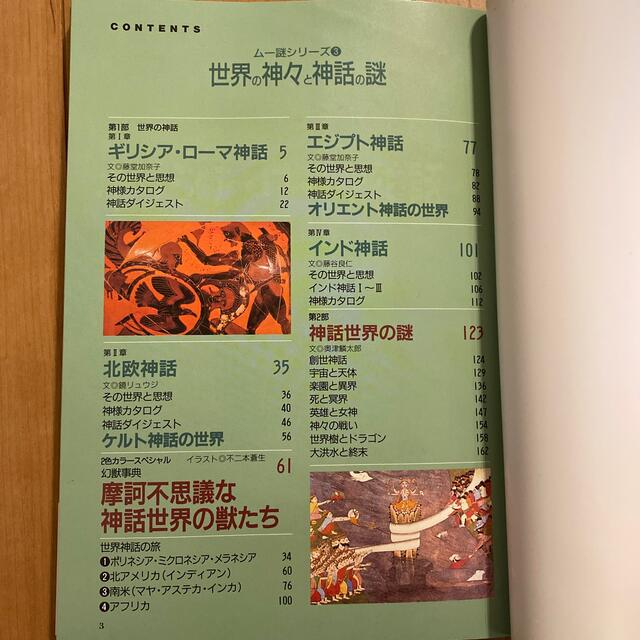 CONTENTS
ムー謎シリーズ❸
世界の神々と神話の謎
第1部 世界の神話
第Ⅰ章
ギリシア・ローマ神話 5
文◎藤堂加奈子
その世界と思想 6
神様カタログ 12
神話ダイジェスト 22
第Ⅱ章
北欧神話 35
文◎鏡リュウジ
その世界と思想 36
神様カタログ 40
神話ダイジェスト 46
ケルト神話の世界 56
2色カラースペシャル イラスト◎不二本蒼生
幻獣事典 61
摩訶不思議な
神話世界の獣たち
世界神話の旅
❶ポリネシア・ミクロネシア・メラネシア 34
❷北アメリカ(インディアン) 60
❸南米(マヤ・アステカ・インカ) 76
❹アフリカ 100
3
第Ⅲ章
エジプト神話 77
文◎藤堂加奈子
その世界と思想 78
神様カタログ 82
神話ダイジェスト 88
オリエント神話の世界 94
第Ⅳ章
インド神話 101
文◎藤谷良仁
その世界と思想 102
インド神話Ⅰ〜Ⅲ 106
神様カタログ 112
第2部
神話世界の謎 123
文◎奥津麟太郎
創世神話 124
宇宙と天体 129
楽園と異界 136
死と冥界 142
英雄と女神 147
神々の戦い 154
世界樹とドラゴン 158
大洪水と終末 162